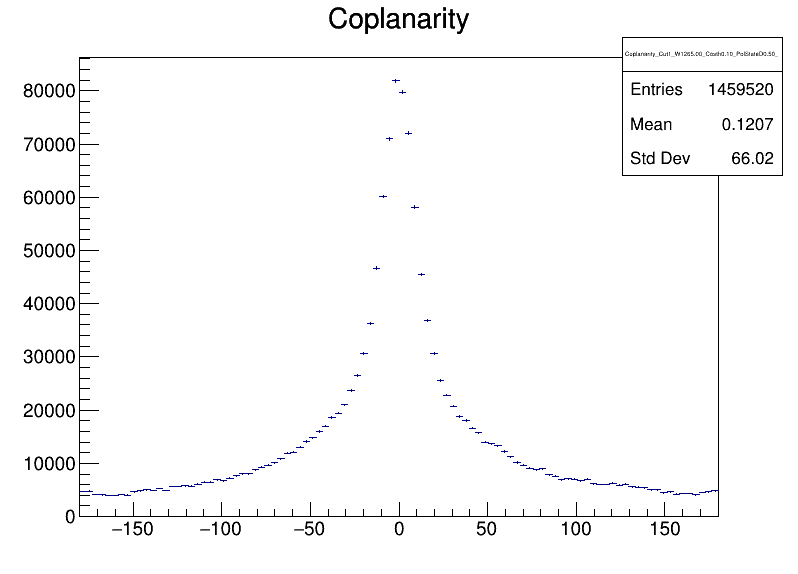 Coplanarity
Coplanarity_Cut1_W1265.00_Costh0.10_PolStateD0.50_
Entries 1459520
Mean 0.1207
Std Dev 66.02
80000
70000
60000
50000
40000
30000
20000
10000
0
−150 −100 −50 0 50 100 150